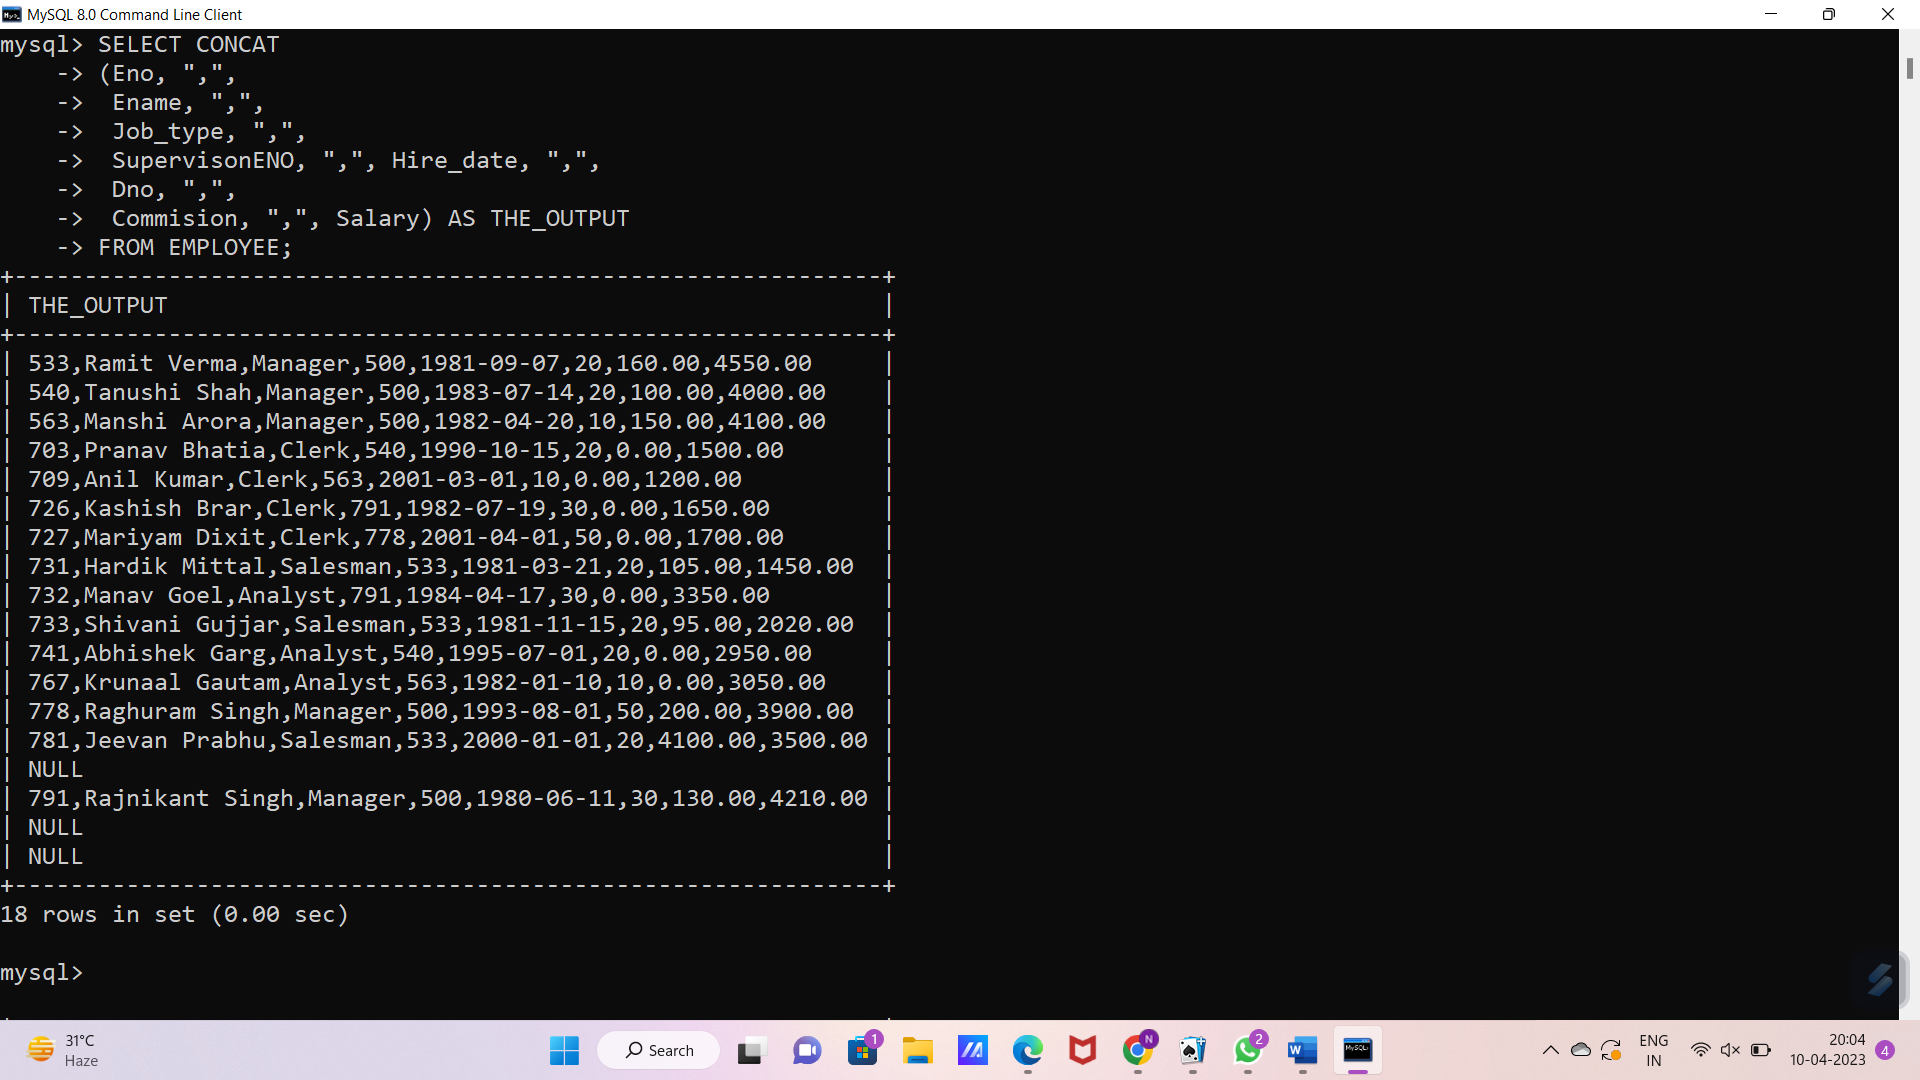 MySQL 8.0 Command Line Client
mysql> SELECT CONCAT
    -> (Eno, ",",
    ->  Ename, ",",
    ->  Job_type, ",",
    ->  SupervisonENO, ",", Hire_date, ",",
    ->  Dno, ",",
    ->  Commision, ",", Salary) AS THE_OUTPUT
    -> FROM EMPLOYEE;
+--------------------------------------------------------------+
| THE_OUTPUT                                                   |
+--------------------------------------------------------------+
| 533,Ramit Verma,Manager,500,1981-09-07,20,160.00,4550.00     |
| 540,Tanushi Shah,Manager,500,1983-07-14,20,100.00,4000.00    |
| 563,Manshi Arora,Manager,500,1982-04-20,10,150.00,4100.00    |
| 703,Pranav Bhatia,Clerk,540,1990-10-15,20,0.00,1500.00       |
| 709,Anil Kumar,Clerk,563,2001-03-01,10,0.00,1200.00          |
| 726,Kashish Brar,Clerk,791,1982-07-19,30,0.00,1650.00        |
| 727,Mariyam Dixit,Clerk,778,2001-04-01,50,0.00,1700.00       |
| 731,Hardik Mittal,Salesman,533,1981-03-21,20,105.00,1450.00  |
| 732,Manav Goel,Analyst,791,1984-04-17,30,0.00,3350.00        |
| 733,Shivani Gujjar,Salesman,533,1981-11-15,20,95.00,2020.00  |
| 741,Abhishek Garg,Analyst,540,1995-07-01,20,0.00,2950.00     |
| 767,Krunaal Gautam,Analyst,563,1982-01-10,10,0.00,3050.00    |
| 778,Raghuram Singh,Manager,500,1993-08-01,50,200.00,3900.00  |
| 781,Jeevan Prabhu,Salesman,533,2000-01-01,20,4100.00,3500.00 |
| NULL                                                         |
| 791,Rajnikant Singh,Manager,500,1980-06-11,30,130.00,4210.00 |
| NULL                                                         |
| NULL                                                         |
+--------------------------------------------------------------+
18 rows in set (0.00 sec)
mysql>
31°C
Haze
Search
1
N
2
W
MySQL
ENG
IN
20:04
10-04-2023
4